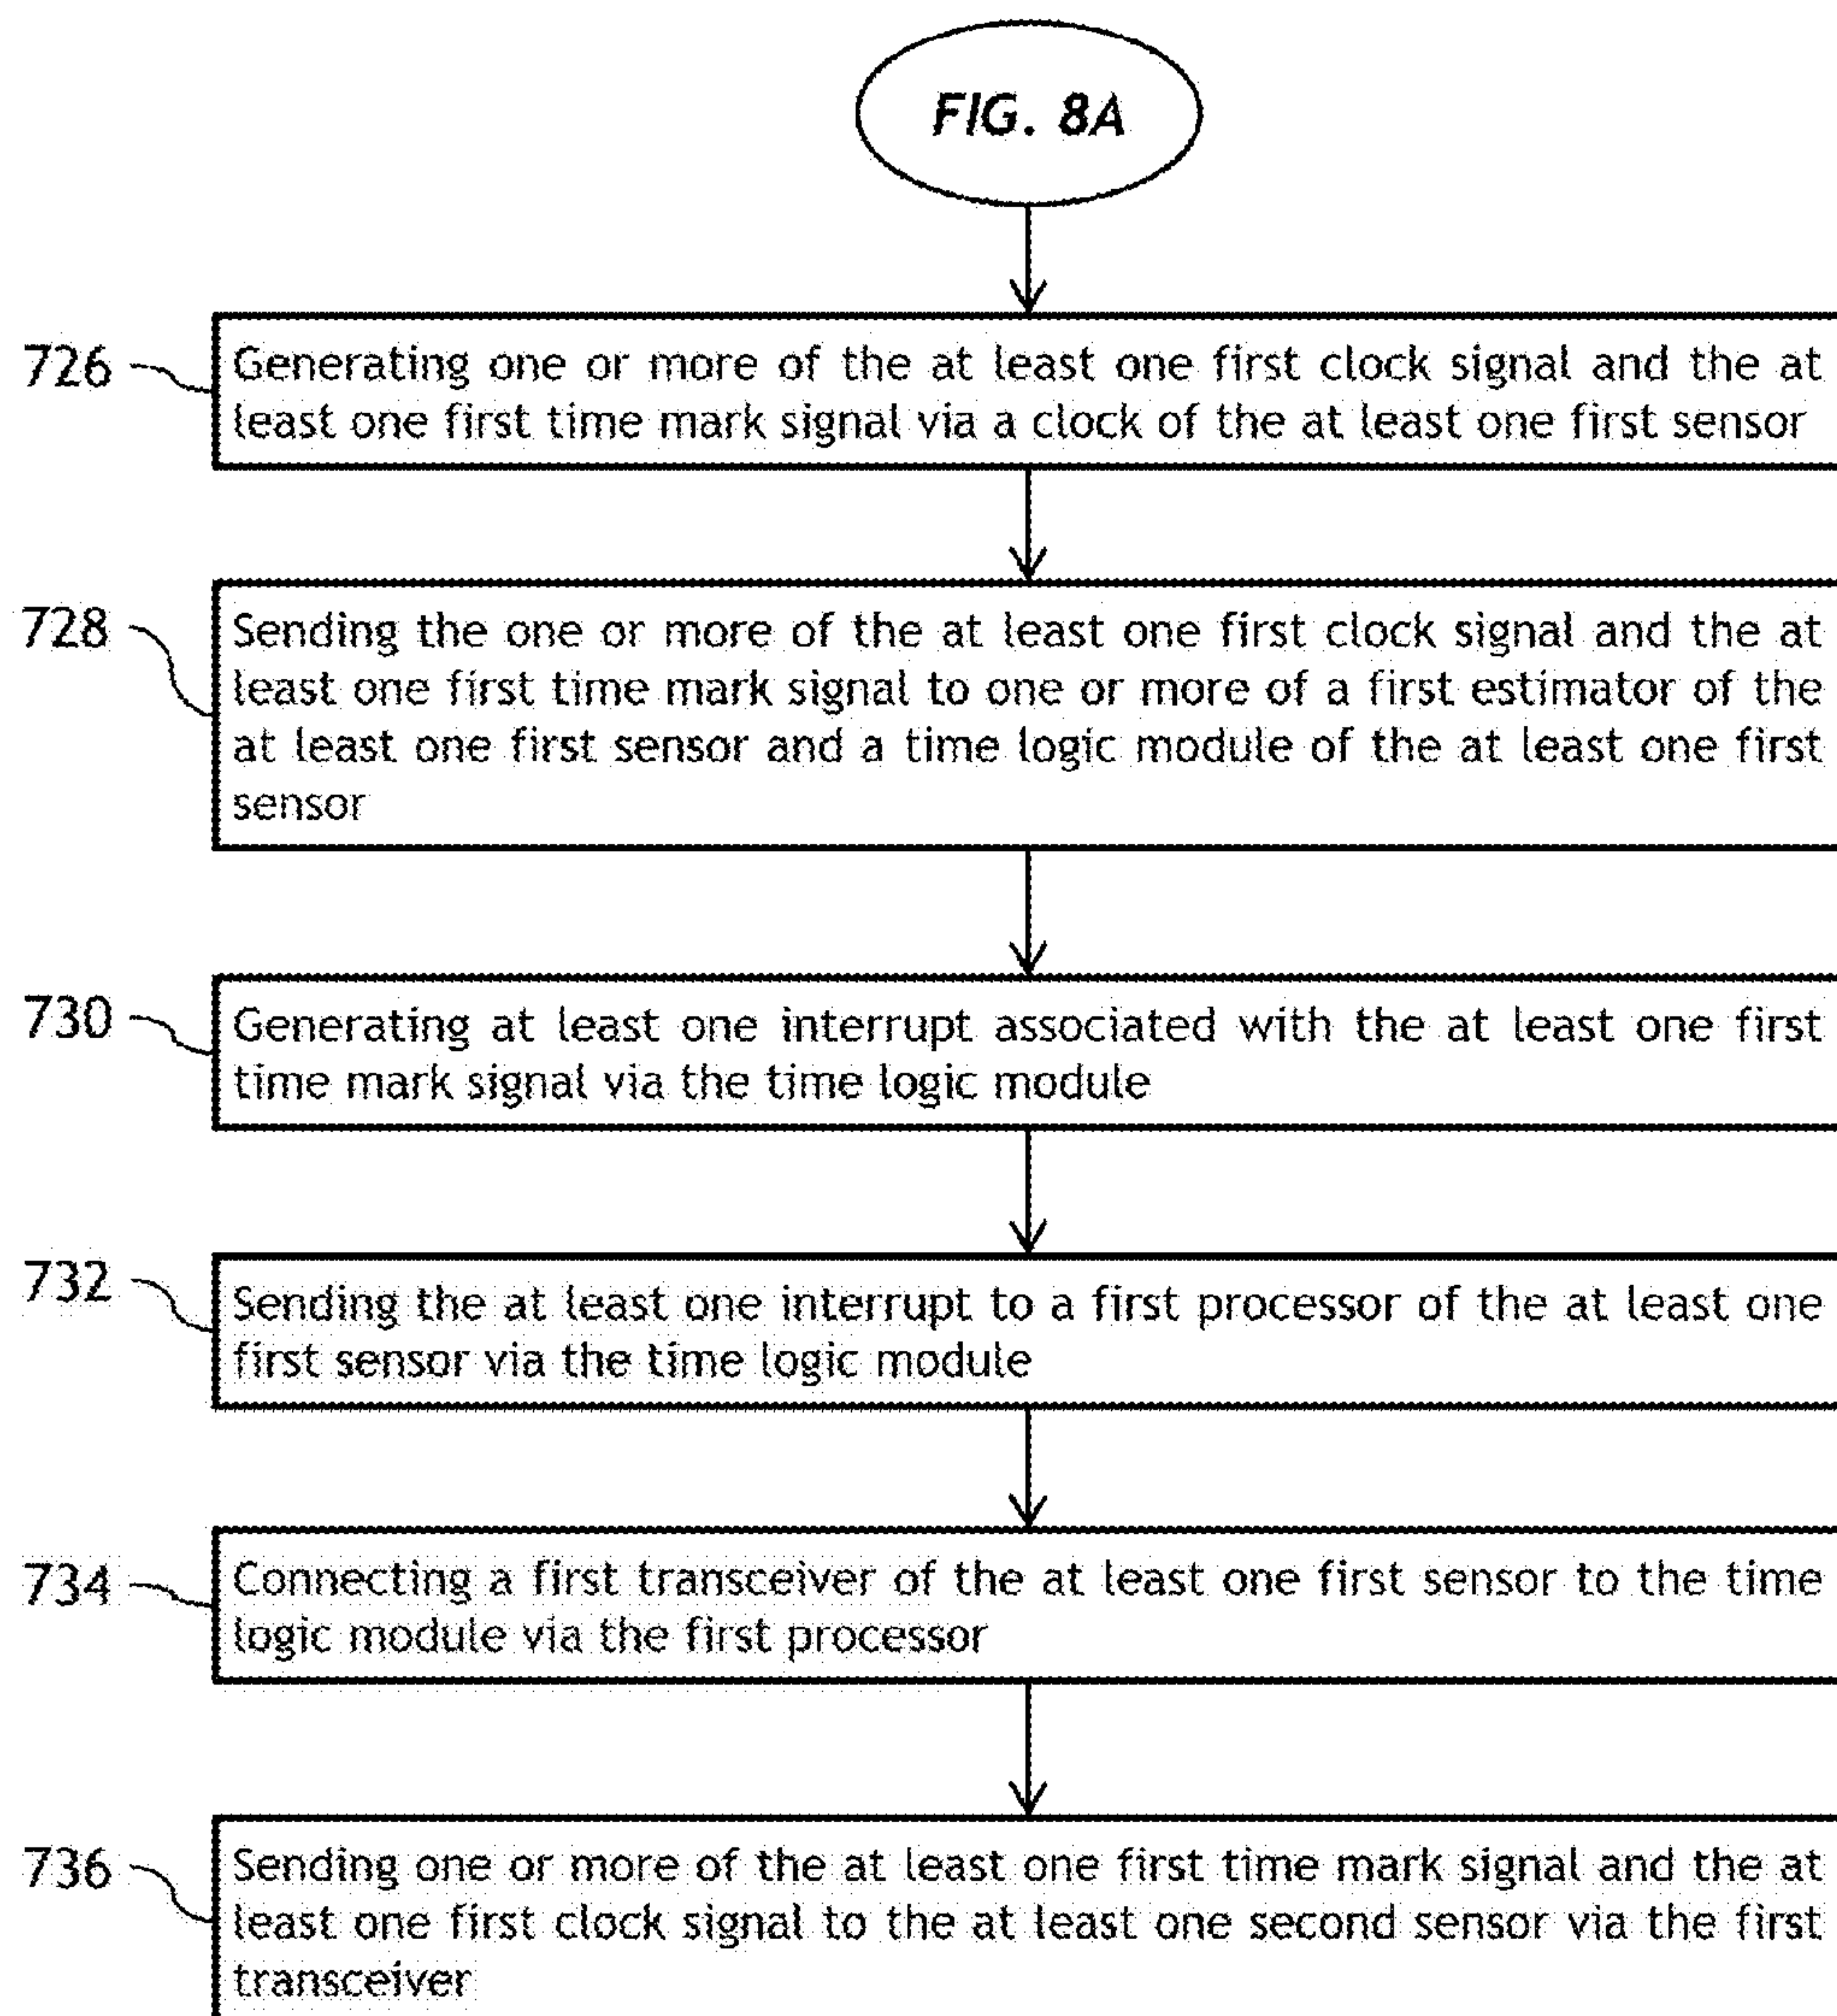 FIG. 8A
726
Generating one or more of the at least one first clock signal and the at
least one first time mark signal via a clock of the at least one first sensor
728
Sending the one or more of the at least one first clock signal and the at
least one first time mark signal to one or more of a first estimator of the
at least one first sensor and a time logic module of the at least one first
sensor
730
Generating at least one interrupt associated with the at least one first
time mark signal via the time logic module
732
Sending the at least one interrupt to a first processor of the at least one
first sensor via the time logic module
734
Connecting a first transceiver of the at least one first sensor to the time
logic module via the first processor
736
Sending one or more of the at least one first time mark signal and the at
least one first clock signal to the at least one second sensor via the first
transceiver